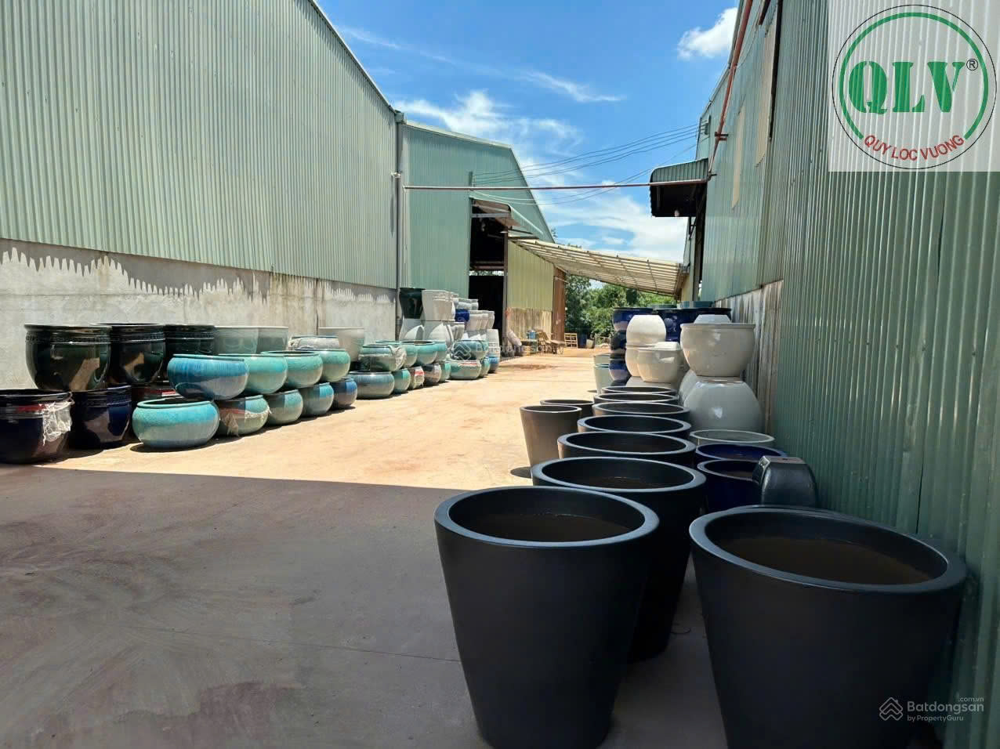 QLV®
QUY LOC VUONG
Batdongsan
.com.vn
by PropertyGuru